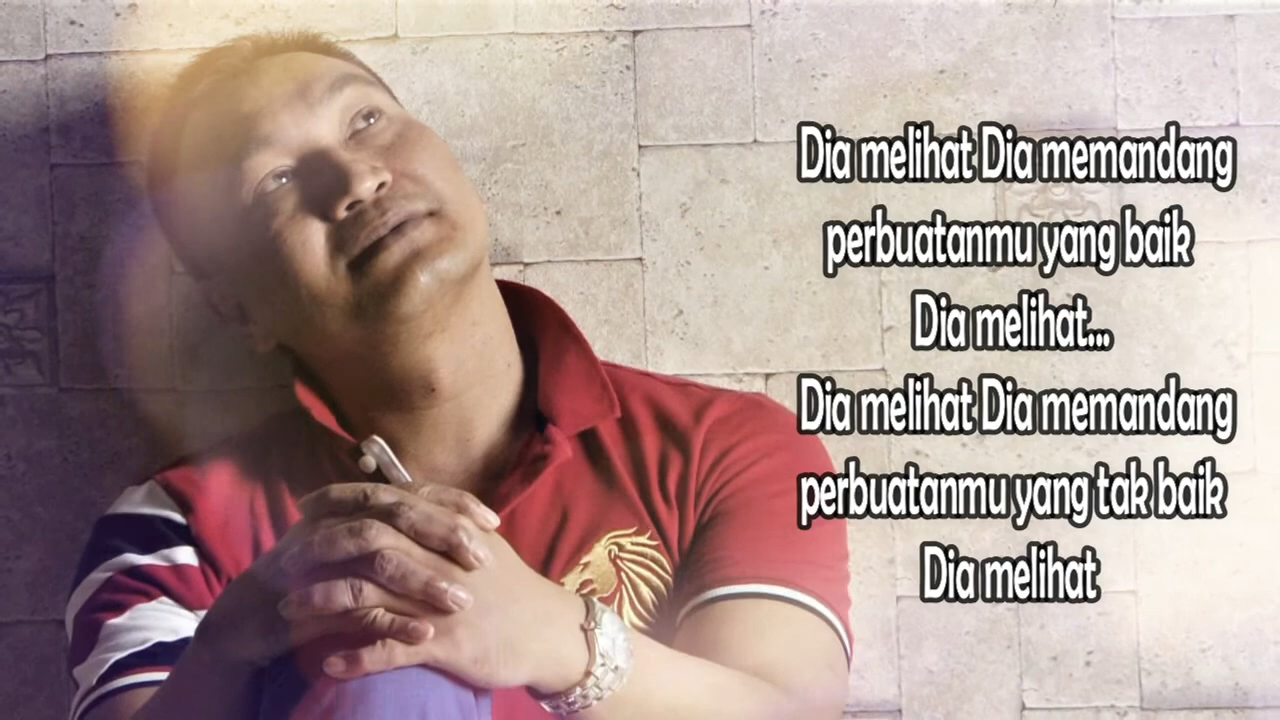 Dia melihat Dia memandang
perbuatanmu yang baik
Dia melihat...
Dia melihat Dia memandang
perbuatanmu yang tak baik
Dia melihat